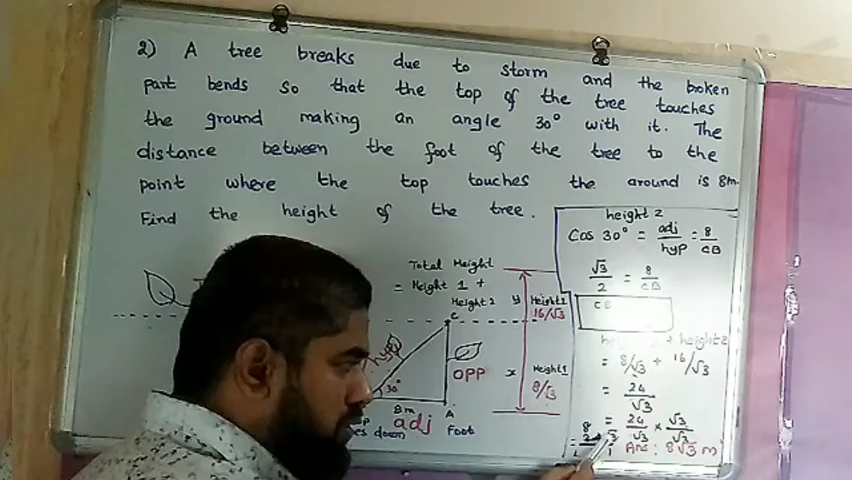 2) A tree breaks due to storm and the broken
part bends so that the top of the tree touches
the ground making an angle 30° with it. The
distance between the foot of the tree to the
point where the top touches the around is 8m.
Find the height of the tree.
Total Height
= Height 1 +
Height 2
y
16/√3
x
Height 1
8/√3
C
hyp
30°
OPP
8m
A
adj
Foot
down
height 2
Cos 30° = adj/hyp = 8/CB
√3/2 = 8/CB
CB
+ height 2
= 8/√3 + 16/√3
= 24/√3
= 24/√3 × √3/√3
Ans: 8√3 m